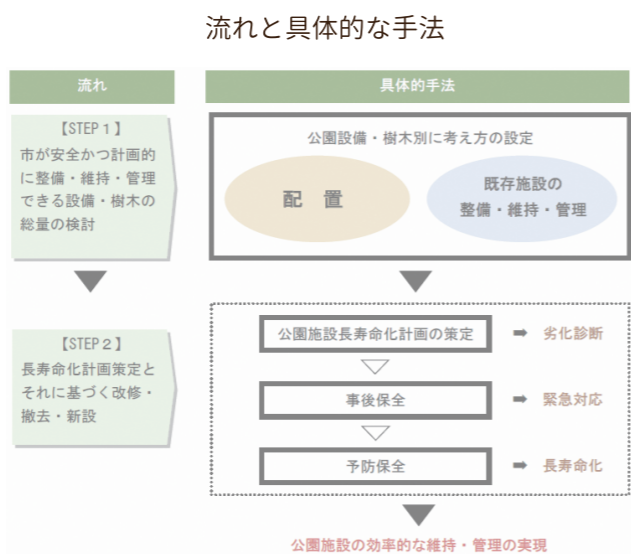 流れと具体的な手法
流れ
具体的手法
【STEP１】
市が安全かつ計画的
に整備・維持・管理
できる設備・樹木の
総量の検討
公園設備・樹木別に考え方の設定
配　置
既存施設の
整備・維持・管理
【STEP２】
長寿命化計画策定と
それに基づく改修・
撤去・新設
公園施設長寿命化計画の策定
劣化診断
事後保全
緊急対応
予防保全
長寿命化
公園施設の効率的な維持・管理の実現